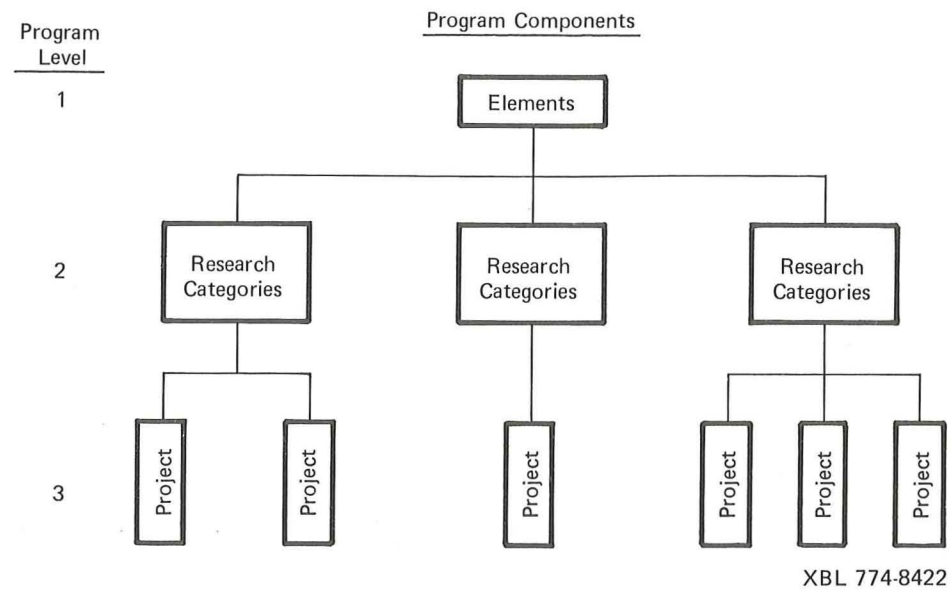 Program Components
Program
Level
1
Elements
2
Research
Categories
Research
Categories
Research
Categories
3
Project
Project
Project
Project
Project
Project
XBL 774-8422